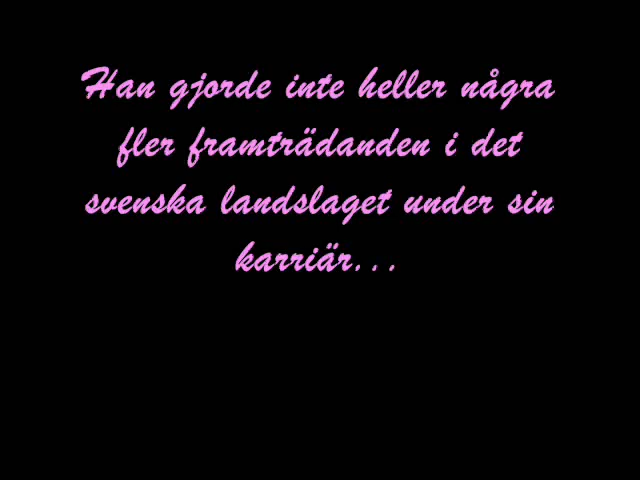 Han gjorde inte heller några
fler framträdanden i det
svenska landslaget under sin
karriär...